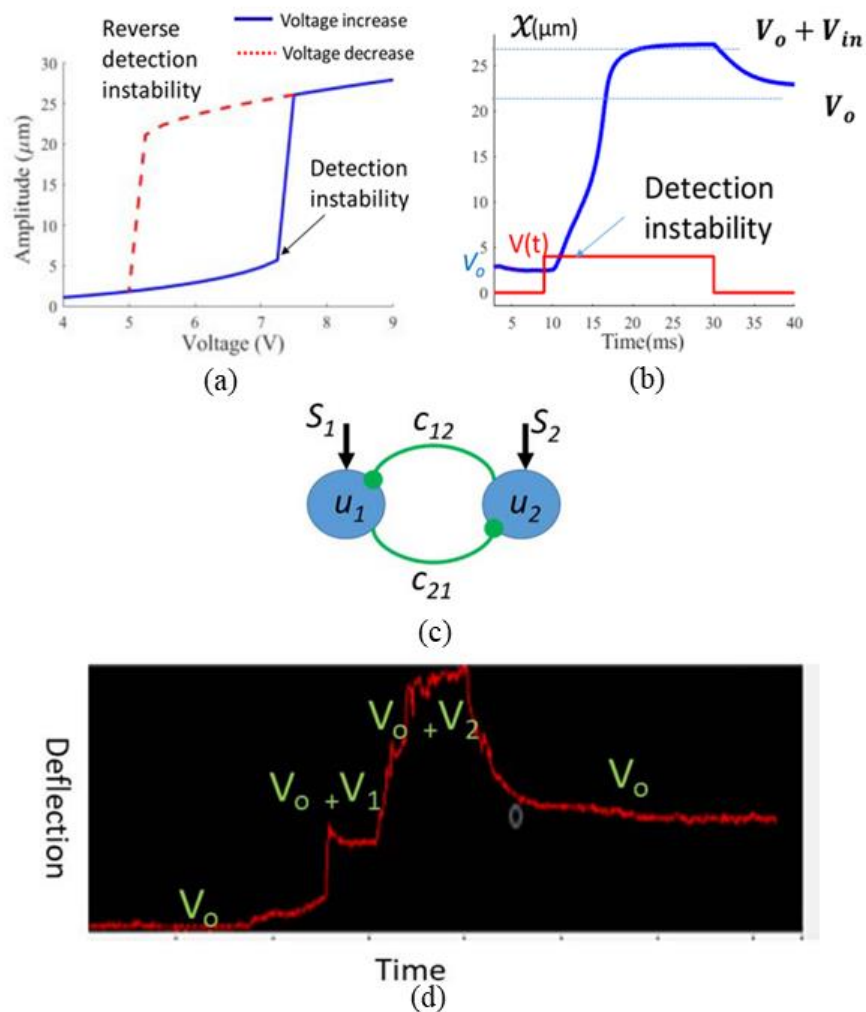 Reverse
detection
instability
Voltage increase
Voltage decrease
30
25
20
15
10
5
0
Amplitude (μm)
Detection
instability
4
5
6
7
8
9
Voltage (V)
(a)
X(μm)
V_o + V_in
25
20
15
10
5
0
V_o
Detection
instability
V(t)
V_o
5
10
15
20
25
30
35
40
Time(ms)
(b)
S_1
c_12
S_2
u_1
u_2
c_21
(c)
Deflection
V_o + V_2
V_o + V_1
V_o
V_o
0
Time
(d)